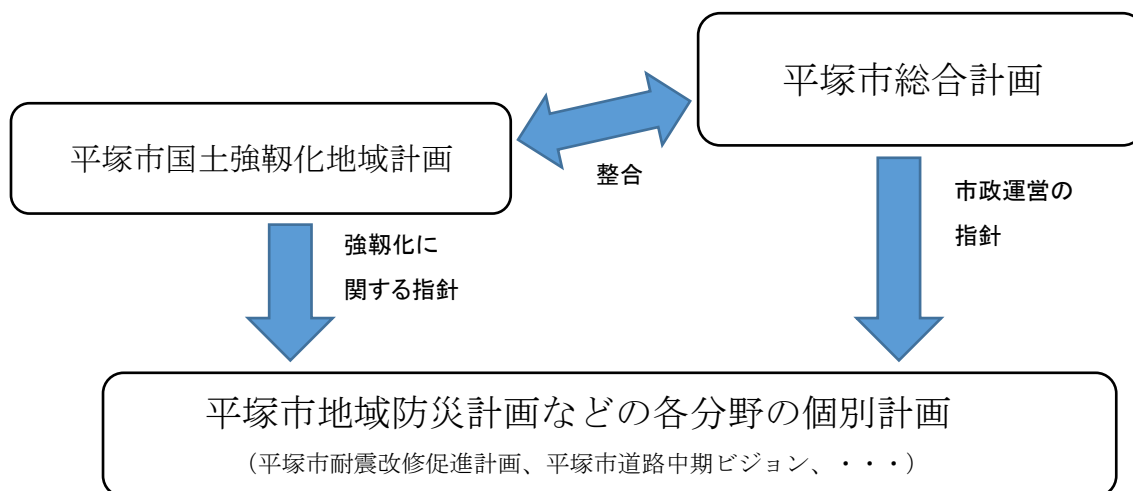 平塚市総合計画
平塚市国土強靱化地域計画
整合
市政運営の
指針
強靱化に
関する指針
平塚市地域防災計画などの各分野の個別計画
（平塚市耐震改修促進計画、平塚市道路中期ビジョン、・・・）